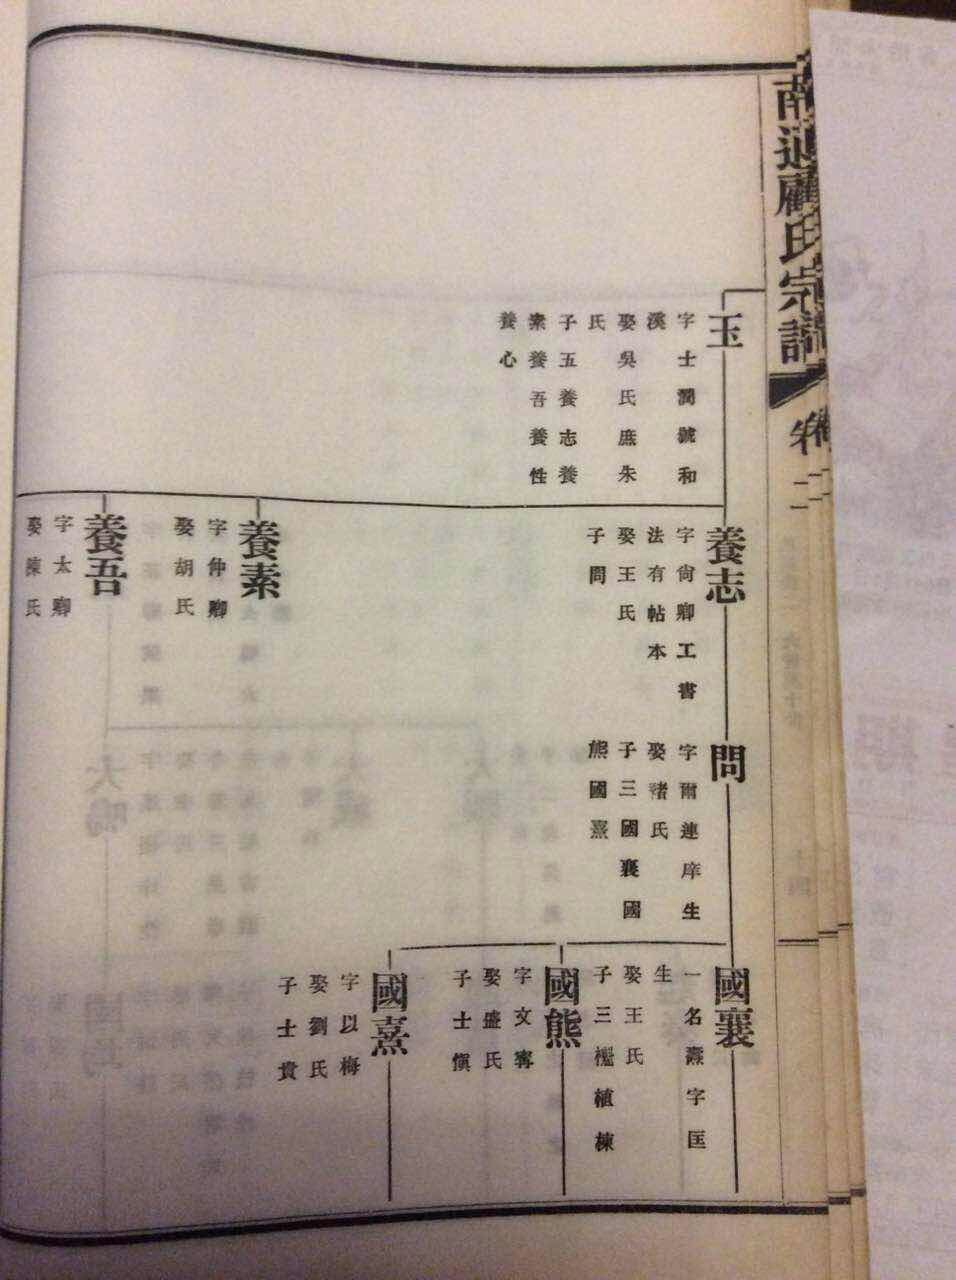 南通顧氏宗譜
卷二
玉
字士潤號和
溪
娶吳氏庶朱
氏
子五養志養
素養吾養性
養心
養志
字尙卿工書
法有帖本
娶王氏
子問
養素
字仲卿
娶胡氏
養吾
字太卿
娶陳氏
問
字爾連庠生
娶褚氏
子三國襄國
熊國熹
國襄
一名燾字匡
生
娶王氏
子三櫆植棟
國熊
字文寗
娶盛氏
子士愼
國熹
字以梅
娶劉氏
子士貴